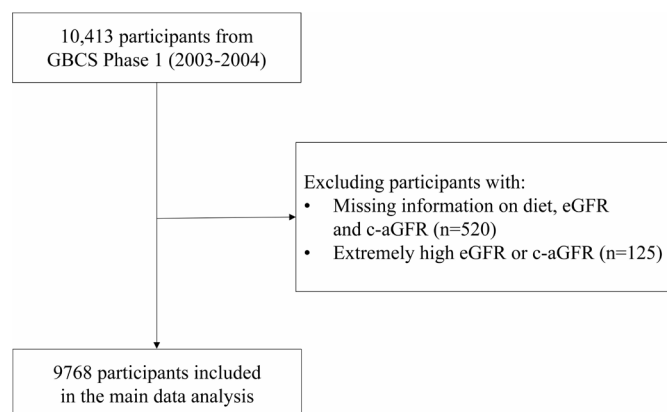 10,413 participants from
GBCS Phase 1 (2003-2004)
Excluding participants with:
• Missing information on diet, eGFR
and c-aGFR (n=520)
• Extremely high eGFR or c-aGFR (n=125)
9768 participants included
in the main data analysis